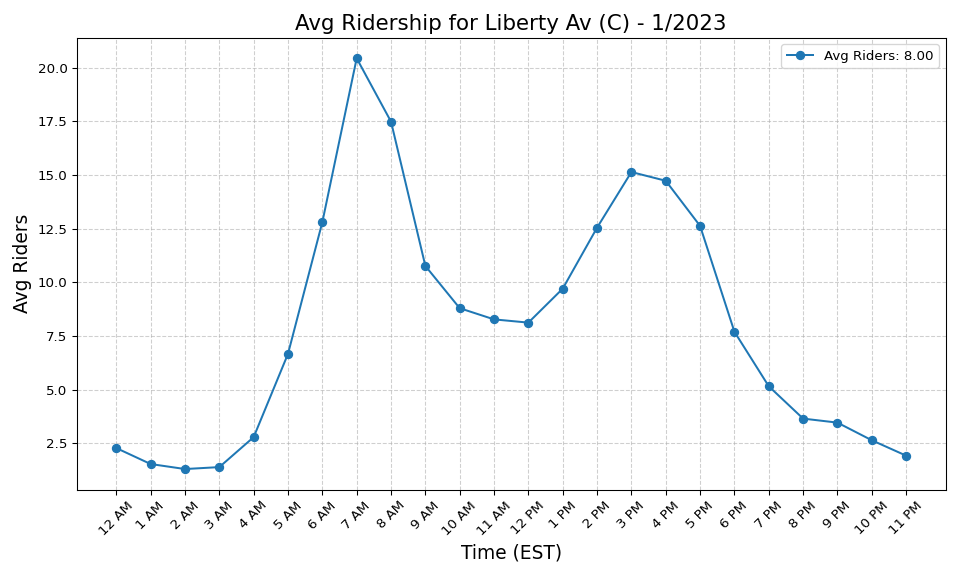 Avg Ridership for Liberty Av (C) - 1/2023
Avg Riders: 8.00
Avg Riders
20.0
17.5
15.0
12.5
10.0
7.5
5.0
2.5
12 AM
1 AM
2 AM
3 AM
4 AM
5 AM
6 AM
7 AM
8 AM
9 AM
10 AM
11 AM
12 PM
1 PM
2 PM
3 PM
4 PM
5 PM
6 PM
7 PM
8 PM
9 PM
10 PM
11 PM
Time (EST)